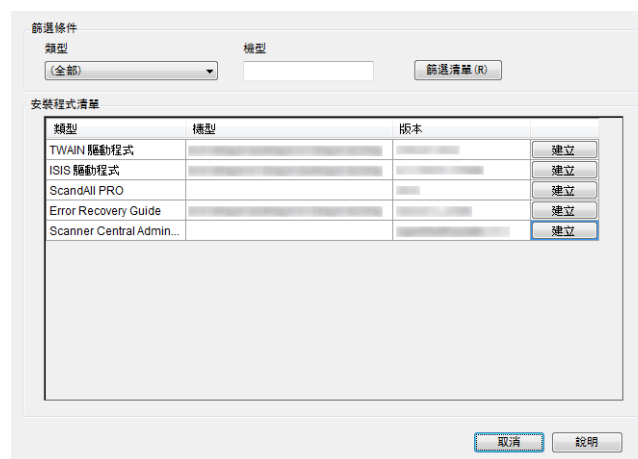 篩選條件
類型 機型
(全部) 篩選清單(R)
安裝程式清單
類型 機型 版本
TWAIN 驅動程式 建立
ISIS 驅動程式 建立
ScandAll PRO 建立
Error Recovery Guide 建立
Scanner Central Admin... 建立
取消 說明